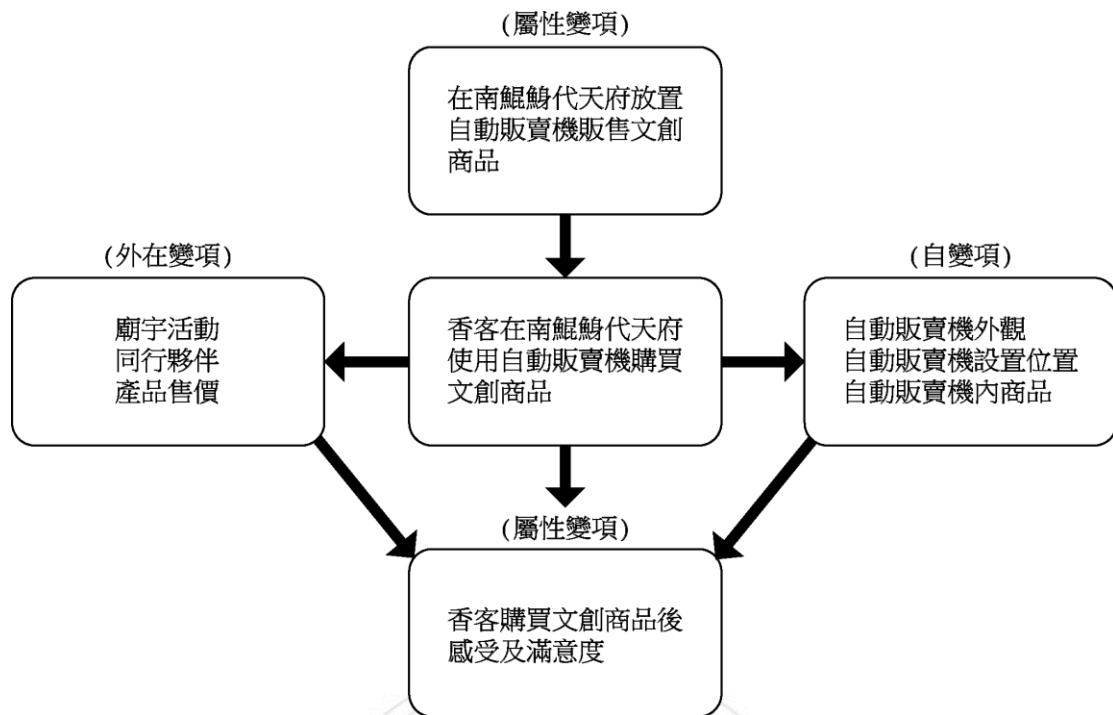 (屬性變項)
在南鯤鯓代天府放置
自動販賣機販售文創
商品
(外在變項)
廟宇活動
同行夥伴
產品售價
香客在南鯤鯓代天府
使用自動販賣機購買
文創商品
(自變項)
自動販賣機外觀
自動販賣機設置位置
自動販賣機內商品
(屬性變項)
香客購買文創商品後
感受及滿意度